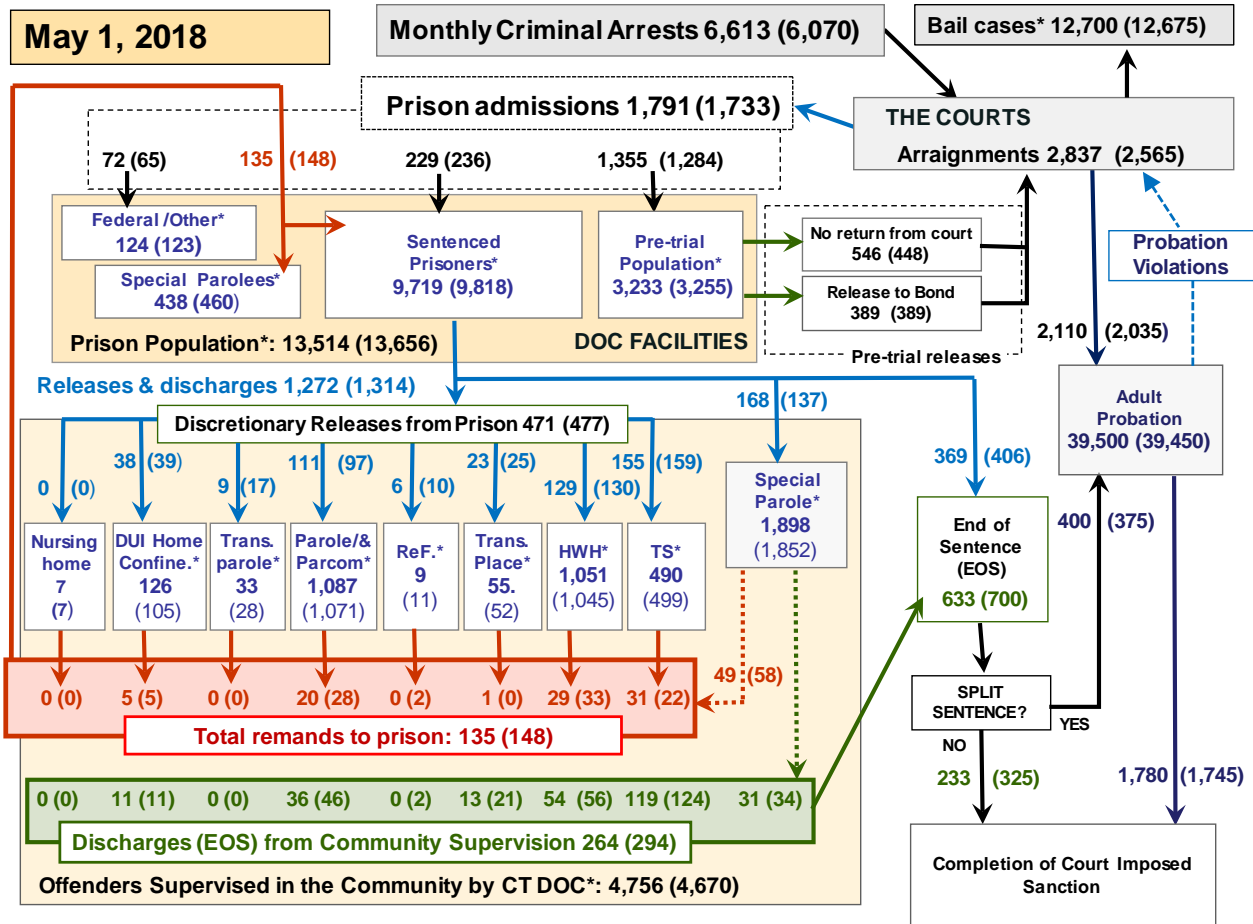 May 1, 2018
Monthly Criminal Arrests 6,613 (6,070)
Bail cases* 12,700 (12,675)
Prison admissions 1,791 (1,733)
THE COURTS
Arraignments 2,837 (2,565)
72 (65)
135 (148)
229 (236)
1,355 (1,284)
Federal /Other*
124 (123)
Special Parolees*
438 (460)
Sentenced
Prisoners*
9,719 (9,818)
Pre-trial
Population*
3,233 (3,255)
No return from court
546 (448)
Release to Bond
389 (389)
Pre-trial releases
Probation
Violations
Prison Population*: 13,514 (13,656)
DOC FACILITIES
2,110 (2,035)
Releases & discharges 1,272 (1,314)
168 (137)
Adult
Probation
39,500 (39,450)
Discretionary Releases from Prison 471 (477)
369 (406)
0 (0)
38 (39)
9 (17)
111 (97)
6 (10)
23 (25)
129 (130)
155 (159)
Special
Parole*
1,898
(1,852)
400 (375)
Nursing
home
7
(7)
DUI Home
Confine.*
126
(105)
Trans.
parole*
33
(28)
Parole/&
Parcom*
1,087
(1,071)
ReF.*
9
(11)
Trans.
Place*
55.
(52)
HWH*
1,051
(1,045)
TS*
490
(499)
End of
Sentence
(EOS)
633 (700)
49 (58)
0 (0)
5 (5)
0 (0)
20 (28)
0 (2)
1 (0)
29 (33)
31 (22)
Total remands to prison: 135 (148)
SPLIT
SENTENCE?
YES
NO
233 (325)
1,780 (1,745)
0 (0)
11 (11)
0 (0)
36 (46)
0 (2)
13 (21)
54 (56)
119 (124)
31 (34)
Discharges (EOS) from Community Supervision 264 (294)
Completion of Court Imposed
Sanction
Offenders Supervised in the Community by CT DOC*: 4,756 (4,670)